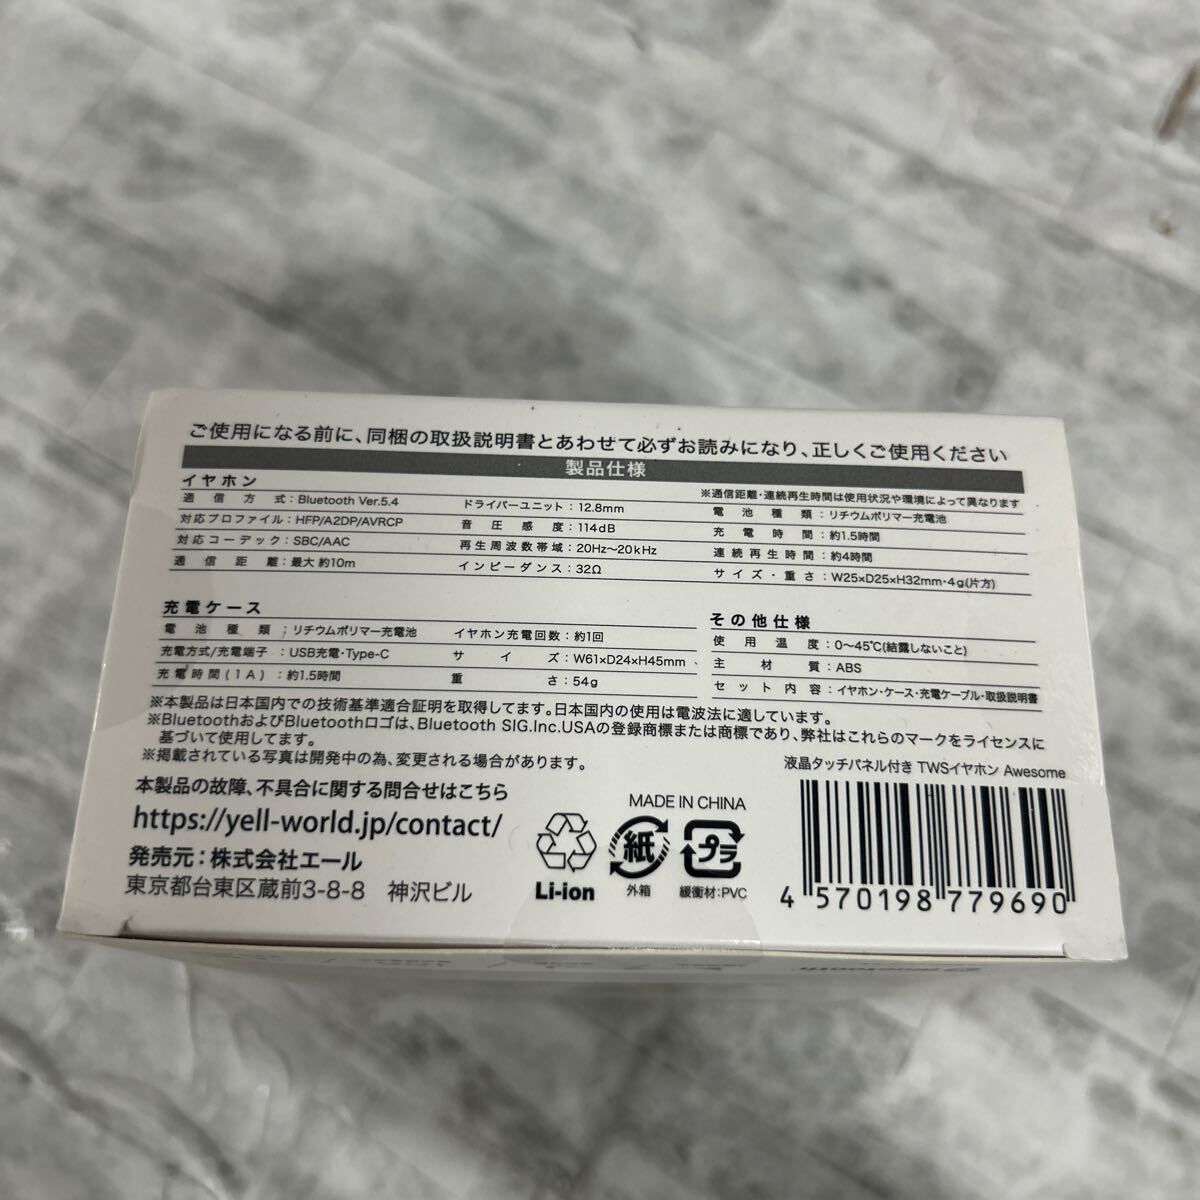 ご使用になる前に、同梱の取扱説明書とあわせて必ずお読みになり、正しくご使用ください
製品仕様
イヤホン
※通信距離・連続再生時間は使用状況や環境によって異なります
通信方式：Bluetooth Ver.5.4
対応プロファイル：HFP/A2DP/AVRCP
対応コーデック：SBC/AAC
通信距離：最大 約10m
ドライバーユニット：12.8mm
音圧感度：114dB
再生周波数帯域：20Hz～20kHz
インピーダンス：32Ω
電池種類：リチウムポリマー充電池
充電時間：約1.5時間
連続再生時間：約4時間
サイズ・重さ：W25×D25×H32mm・4g(片方)
充電ケース
電池種類：リチウムポリマー充電池
充電方式/充電端子：USB充電・Type-C
充電時間(1A)：約1.5時間
イヤホン充電回数：約1回
サイズ：W61×D24×H45mm
重さ：54g
その他仕様
使用温度：0～45℃(結露しないこと)
主材質：ABS
セット内容：イヤホン・ケース・充電ケーブル・取扱説明書
※本製品は日本国内での技術基準適合証明を取得してます。日本国内の使用は電波法に適しています。
※BluetoothおよびBluetoothロゴは、Bluetooth SIG.Inc.USAの登録商標または商標であり、弊社はこれらのマークをライセンスに
基づいて使用してます。
※掲載されている写真は開発中の為、変更される場合があります。
本製品の故障、不具合に関する問合せはこちら
https://yell-world.jp/contact/
発売元：株式会社エール
東京都台東区蔵前3-8-8 神沢ビル
MADE IN CHINA
Li-ion
紙
外箱
プラ
緩衝材：PVC
液晶タッチパネル付き TWSイヤホン Awesome
4 570198 779690